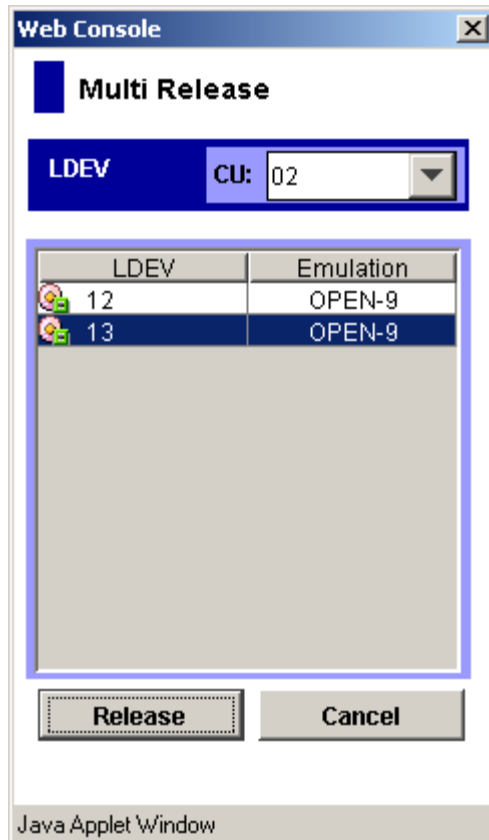 Web Console
Multi Release
LDEV CU: 02
LDEV Emulation
12 OPEN-9
13 OPEN-9
Release Cancel
Java Applet Window